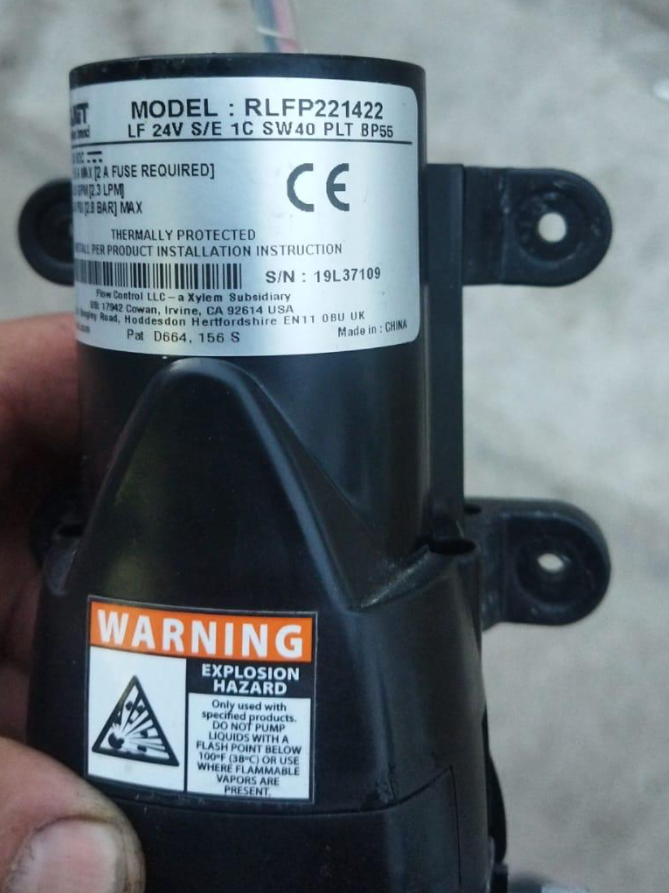 MODEL : RLFP221422
LF 24V S/E 1C SW40 PLT BP55
MAX [2 A FUSE REQUIRED]
[2.3 LPM]
[2.8 BAR] MAX
CE
THERMALLY PROTECTED
PER PRODUCT INSTALLATION INSTRUCTION
S/N : 19L37109
Flow Control LLC - a Xylem Subsidiary
US: 17942 Cowan, Irvine, CA 92614 USA
Road, Hoddesdon Hertfordshire EN11 0BU UK
Pat D664, 156 S
Made in : CHINA
WARNING
EXPLOSION
HAZARD
Only used with
specified products.
DO NOT PUMP
LIQUIDS WITH A
FLASH POINT BELOW
100°F (38°C) OR USE
WHERE FLAMMABLE
VAPORS ARE
PRESENT.